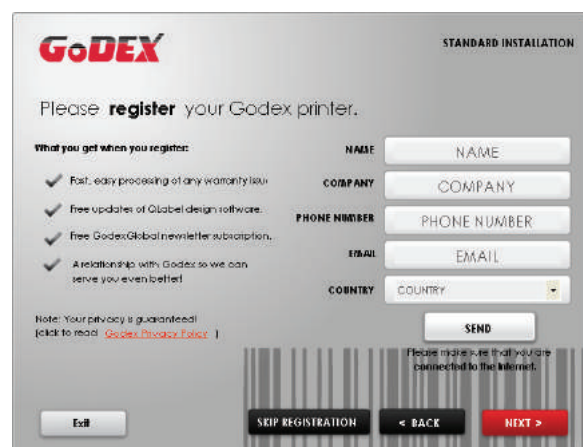 GoDEX
STANDARD INSTALLATION
Please register your Godex printer.
What you get when you register:
Fast, easy processing of any warranty issu
Free updates of QLabel design software.
Free GodexGlobal newsletter subscription.
A relationship with Godex so we can
serve you even better!
Note: Your privacy is guaranteed!
(click to read Godex Privacy Policy )
NAME
NAME
COMPANY
COMPANY
PHONE NUMBER
PHONE NUMBER
EMAIL
EMAIL
COUNTRY
COUNTRY
SEND
Please make sure that you are
connected to the Internet.
Exit
SKIP REGISTRATION
< BACK
NEXT >